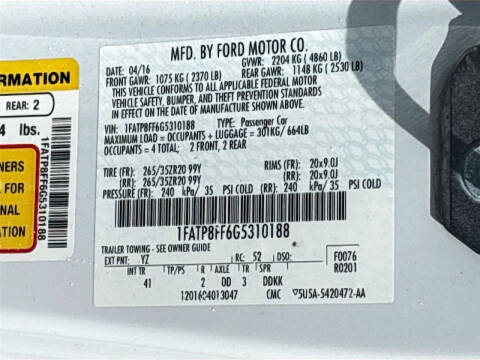 MFD. BY FORD MOTOR CO.
04/16
GVWR: 2204 KG ( 4860 LB)
FRONT GAWR: 1075 KG ( 2370 LB)
REAR GAWR: 1148 KG ( 2530 LB)
THIS VEHICLE CONFORMS TO ALL APPLICABLE FEDERAL MOTOR
VEHICLE SAFETY, BUMPER, AND THEFT PREVENTION STANDARDS
IN EFFECT ON THE DATE OF MANUFACTURE SHOWN ABOVE.
VIN: 1FATP8FF6G5310188 TYPE: Passenger Car
MAXIMUM LOAD = OCCUPANTS + LUGGAGE = 301KG/ 664LB
OCCUPANTS = 4 TOTAL, 2 FRONT, 2 REAR
TIRE (FR): 265/35ZR20 99Y RIMS (FR): 20x9.0J
(RR): 265/35ZR20 99Y (RR): 20x9.0J
PRESSURE (FR): 240 kPa/ 35 PSI COLD (RR): 240 kPa/ 35 PSI COLD
1FATP8FF6G5310188
TRAILER TOWING - SEE OWNER GUIDE
EXT PNT: YZ RC: 52 DSO:
F0076
R0201
INT TR TP/PS R AXLE TR SPR
41 2 DD 3 DDKK
1201604013047 CMC
5U5A-5420472-AA
FORMATION
REAR: 2
4 lbs.
1FATP8FF6G5310188
ERS
L FOR
ONAL
ON